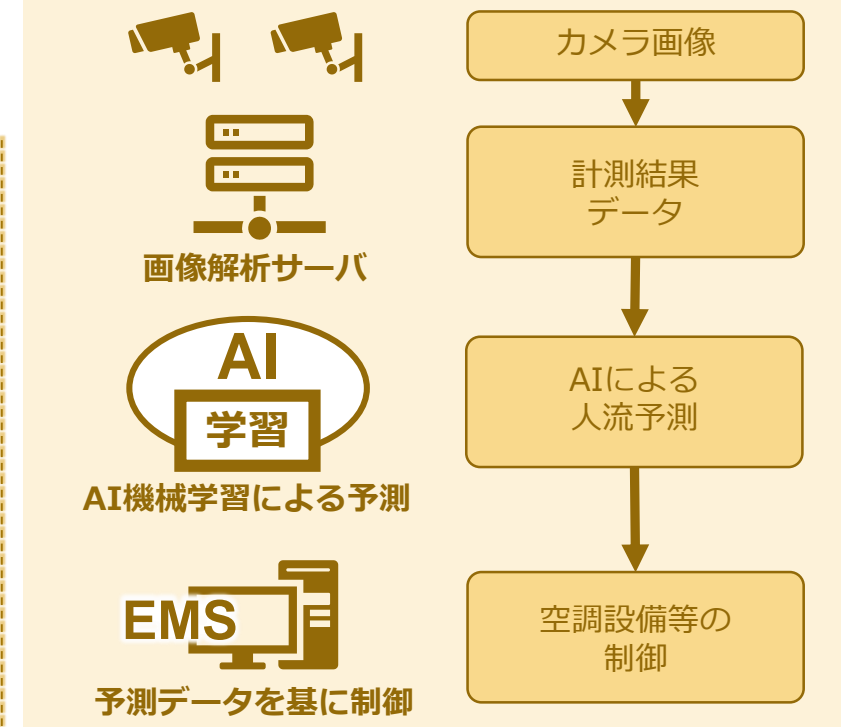 カメラ画像
計測結果
データ
画像解析サーバ
AI
学習
AIによる
人流予測
AI機械学習による予測
EMS
空調設備等の
制御
予測データを基に制御